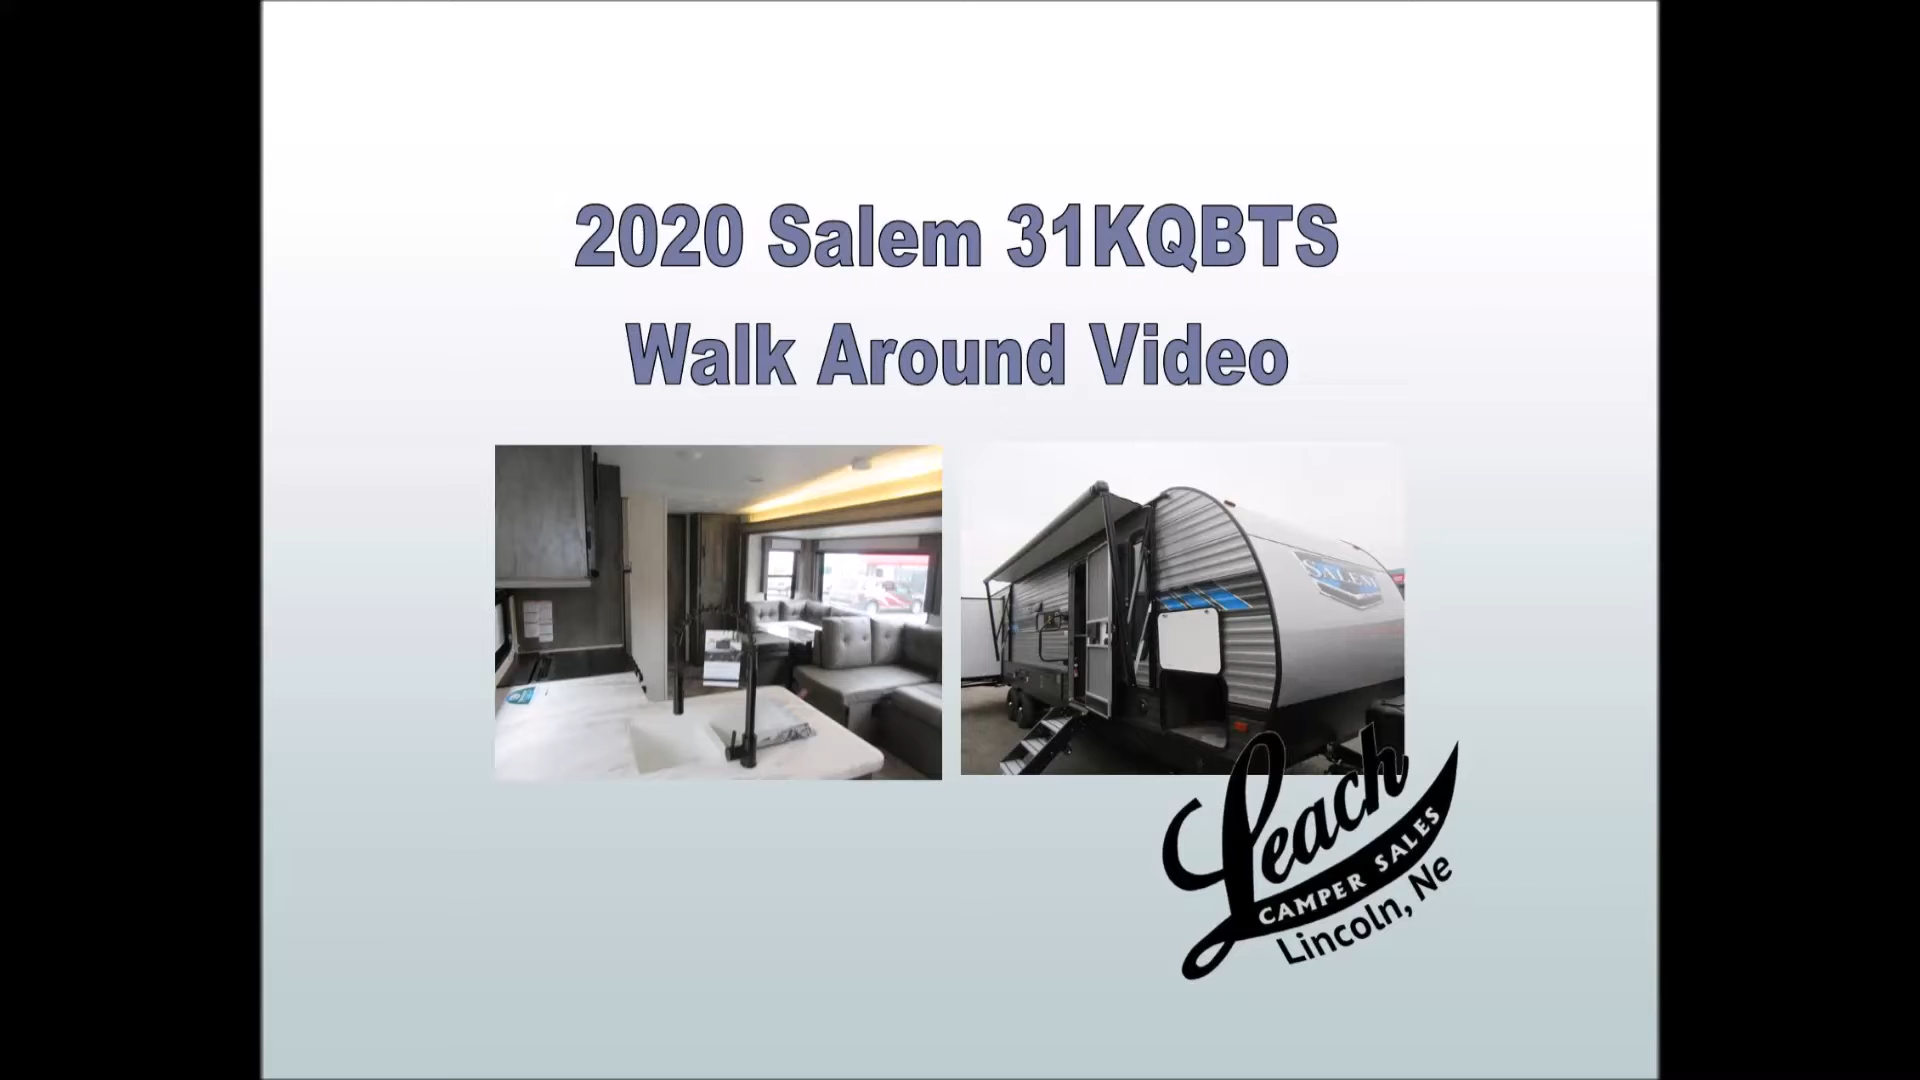 2020 Salem 31KQBTS
Walk Around Video
SALEM
Leach
CAMPER SALES
Lincoln, Ne